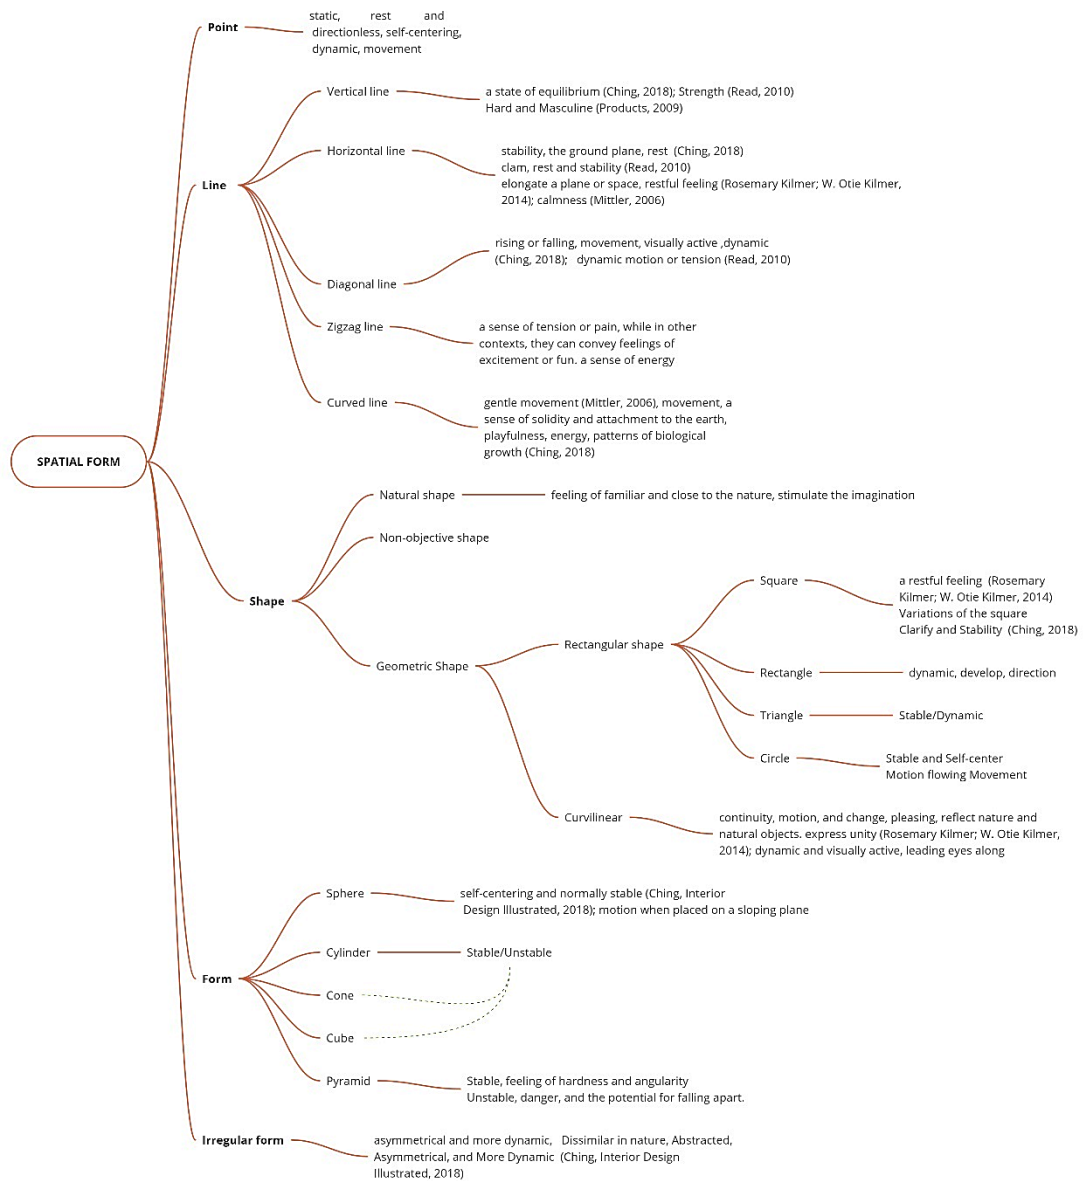 Point
static, rest and
directionless, self-centering,
dynamic, movement
Vertical line
a state of equilibrium (Ching, 2018); Strength (Read, 2010)
Hard and Masculine (Products, 2009)
Horizontal line
stability, the ground plane, rest (Ching, 2018)
clam, rest and stability (Read, 2010)
elongate a plane or space, restful feeling (Rosemary Kilmer; W. Otie Kilmer,
2014); calmness (Mittler, 2006)
Line
rising or falling, movement, visually active ,dynamic
(Ching, 2018); dynamic motion or tension (Read, 2010)
Diagonal line
Zigzag line
a sense of tension or pain, while in other
contexts, they can convey feelings of
excitement or fun. a sense of energy
Curved line
gentle movement (Mittler, 2006), movement, a
sense of solidity and attachment to the earth,
playfulness, energy, patterns of biological
growth (Ching, 2018)
SPATIAL FORM
Natural shape
feeling of familiar and close to the nature, stimulate the imagination
Non-objective shape
Shape
Geometric Shape
Rectangular shape
Square
a restful feeling (Rosemary
Kilmer; W. Otie Kilmer, 2014)
Variations of the square
Clarify and Stability (Ching, 2018)
Rectangle
dynamic, develop, direction
Triangle
Stable/Dynamic
Circle
Stable and Self-center
Motion flowing Movement
Curvilinear
continuity, motion, and change, pleasing, reflect nature and
natural objects. express unity (Rosemary Kilmer; W. Otie Kilmer,
2014); dynamic and visually active, leading eyes along
Sphere
self-centering and normally stable (Ching, Interior
Design Illustrated, 2018); motion when placed on a sloping plane
Cylinder
Stable/Unstable
Form
Cone
Cube
Pyramid
Stable, feeling of hardness and angularity
Unstable, danger, and the potential for falling apart.
Irregular form
asymmetrical and more dynamic, Dissimilar in nature, Abstracted,
Asymmetrical, and More Dynamic (Ching, Interior Design
Illustrated, 2018)